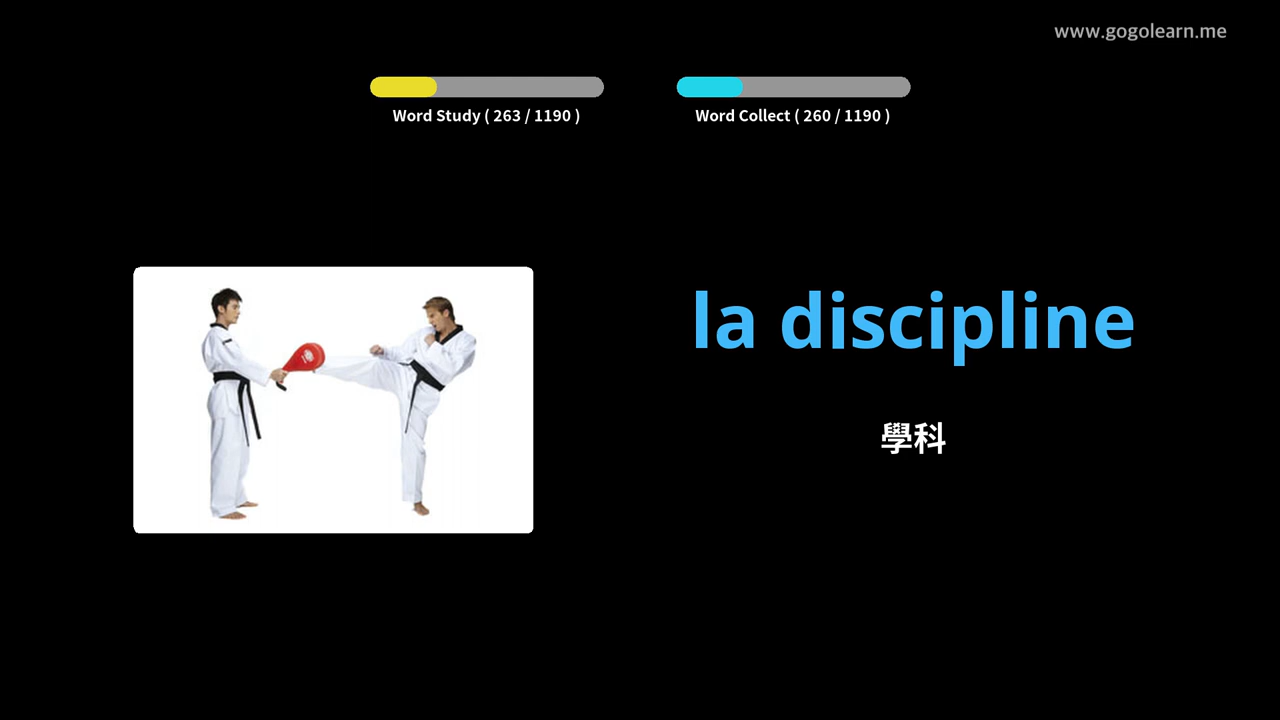 www.gogolearn.me
Word Study ( 263 / 1190 )
Word Collect ( 260 / 1190 )
la discipline
學科